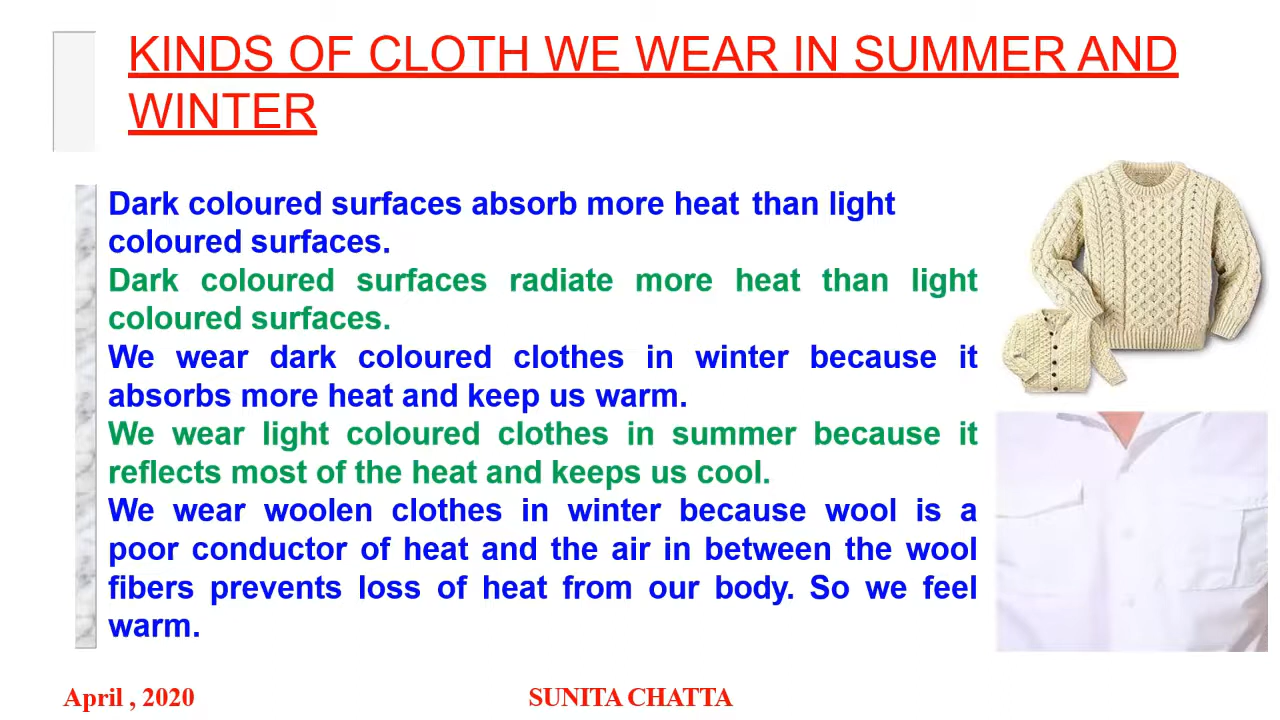 KINDS OF CLOTH WE WEAR IN SUMMER AND
WINTER
Dark coloured surfaces absorb more heat than light
coloured surfaces.
Dark coloured surfaces radiate more heat than light
coloured surfaces.
We wear dark coloured clothes in winter because it
absorbs more heat and keep us warm.
We wear light coloured clothes in summer because it
reflects most of the heat and keeps us cool.
We wear woolen clothes in winter because wool is a
poor conductor of heat and the air in between the wool
fibers prevents loss of heat from our body. So we feel
warm.
April , 2020
SUNITA CHATTA